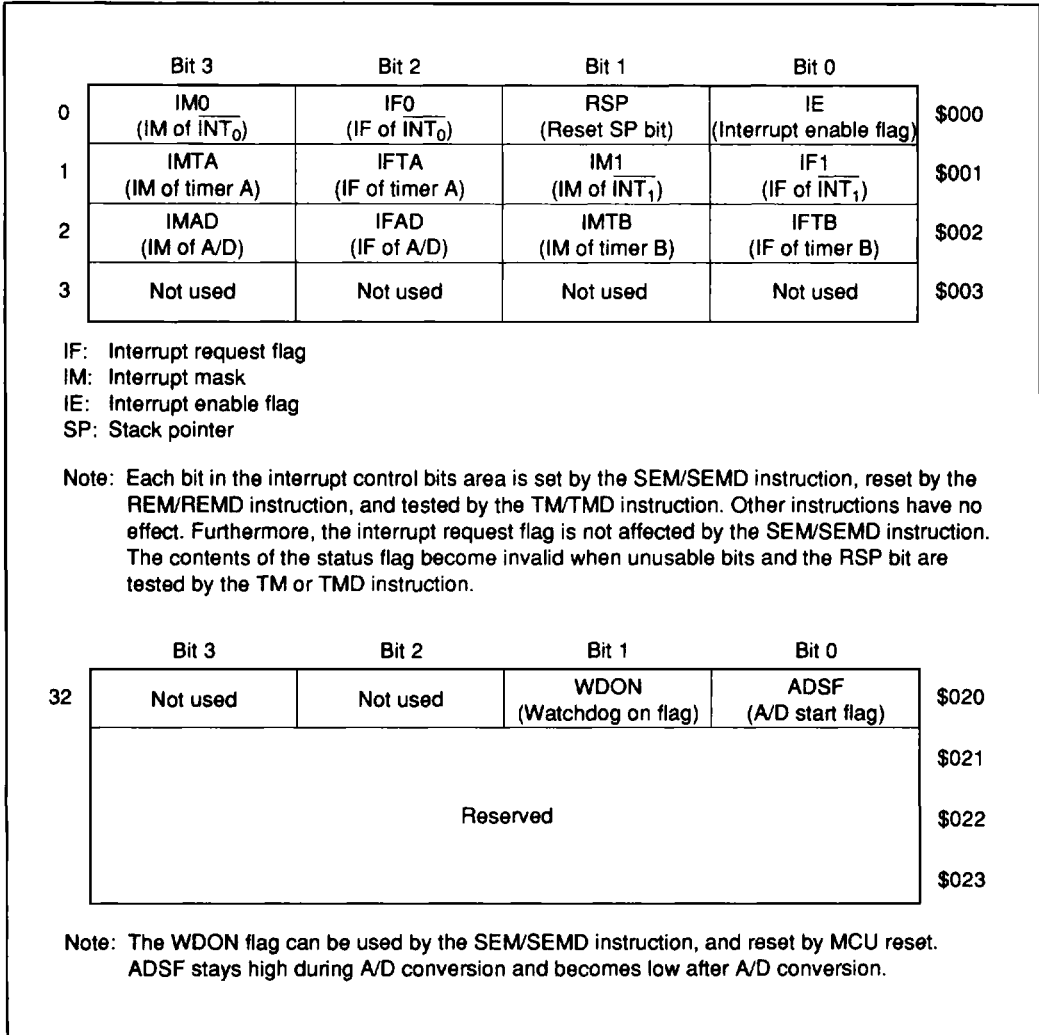 Bit 3 Bit 2 Bit 1 Bit 0
0 IM0 (IM of INT0) IF0 (IF of INT0) RSP (Reset SP bit) IE (Interrupt enable flag) $000
1 IMTA (IM of timer A) IFTA (IF of timer A) IM1 (IM of INT1) IF1 (IF of INT1) $001
2 IMAD (IM of A/D) IFAD (IF of A/D) IMTB (IM of timer B) IFTB (IF of timer B) $002
3 Not used Not used Not used Not used $003
IF: Interrupt request flag
IM: Interrupt mask
IE: Interrupt enable flag
SP: Stack pointer
Note: Each bit in the interrupt control bits area is set by the SEM/SEMD instruction, reset by the
REM/REMD instruction, and tested by the TM/TMD instruction. Other instructions have no
effect. Furthermore, the interrupt request flag is not affected by the SEM/SEMD instruction.
The contents of the status flag become invalid when unusable bits and the RSP bit are
tested by the TM or TMD instruction.
Bit 3 Bit 2 Bit 1 Bit 0
32 Not used Not used WDON (Watchdog on flag) ADSF (A/D start flag) $020
$021
Reserved $022
$023
Note: The WDON flag can be used by the SEM/SEMD instruction, and reset by MCU reset.
ADSF stays high during A/D conversion and becomes low after A/D conversion.